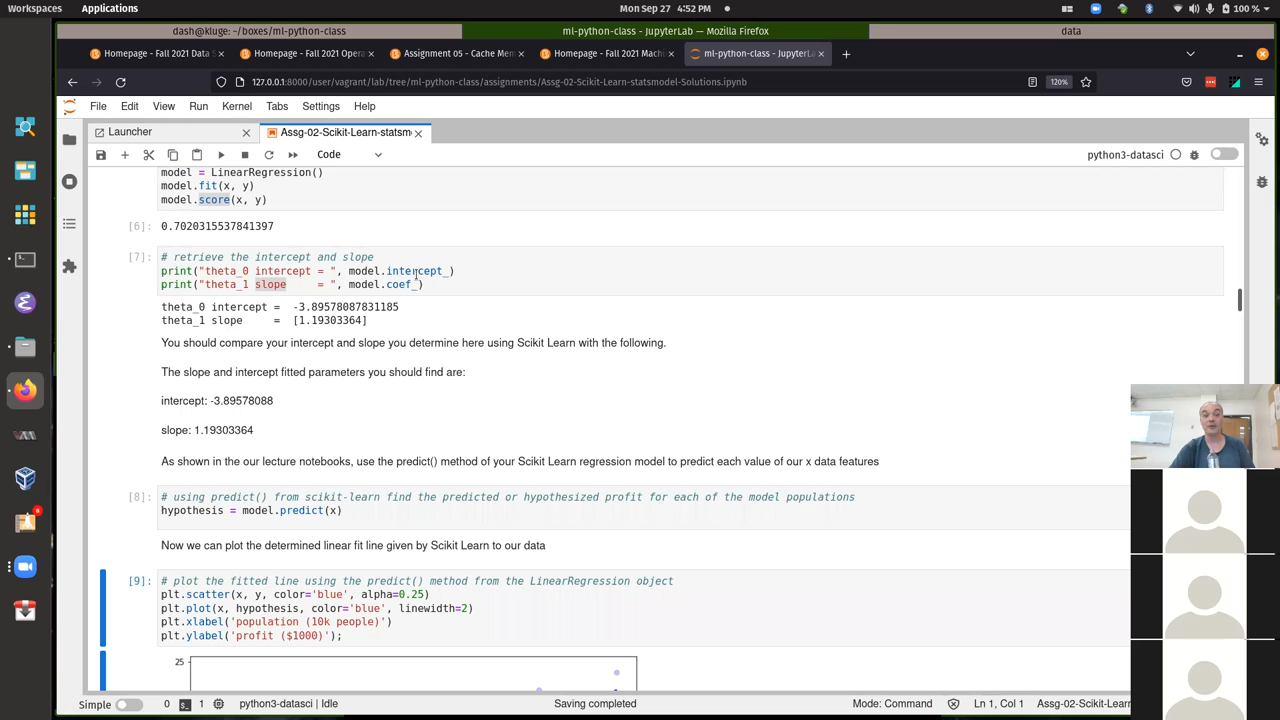 Workspaces Applications Mon Sep 27 4:52 PM 100 %
dash@kluge: ~/boxes/ml-python-class ml-python-class - JupyterLab — Mozilla Firefox data
Homepage - Fall 2021 Data S Homepage - Fall 2021 Opera Assignment 05 - Cache Mem Homepage - Fall 2021 Machi ml-python-class - JupyterLab
127.0.0.1:8000/user/vagrant/lab/tree/ml-python-class/assignments/Assg-02-Scikit-Learn-statsmodel-Solutions.ipynb 120%
File Edit View Run Kernel Tabs Settings Help
Launcher Assg-02-Scikit-Learn-statsm
Code python3-datasci
model = LinearRegression()
model.fit(x, y)
model.score(x, y)
[6]: 0.7020315537841397
[7]: # retrieve the intercept and slope
print("theta_0 intercept = ", model.intercept_)
print("theta_1 slope     = ", model.coef_)
theta_0 intercept =  -3.89578087831185
theta_1 slope     =  [1.19303364]
You should compare your intercept and slope you determine here using Scikit Learn with the following.
The slope and intercept fitted parameters you should find are:
intercept: -3.89578088
slope: 1.19303364
As shown in the our lecture notebooks, use the predict() method of your Scikit Learn regression model to predict each value of our x data features
[8]: # using predict() from scikit-learn find the predicted or hypothesized profit for each of the model populations
hypothesis = model.predict(x)
Now we can plot the determined linear fit line given by Scikit Learn to our data
[9]: # plot the fitted line using the predict() method from the LinearRegression object
plt.scatter(x, y, color='blue', alpha=0.25)
plt.plot(x, hypothesis, color='blue', linewidth=2)
plt.xlabel('population (10k people)')
plt.ylabel('profit ($1000)');
25
Simple 0 1 python3-datasci | Idle Saving completed Mode: Command Ln 1, Col 1 Assg-02-Scikit-Learn